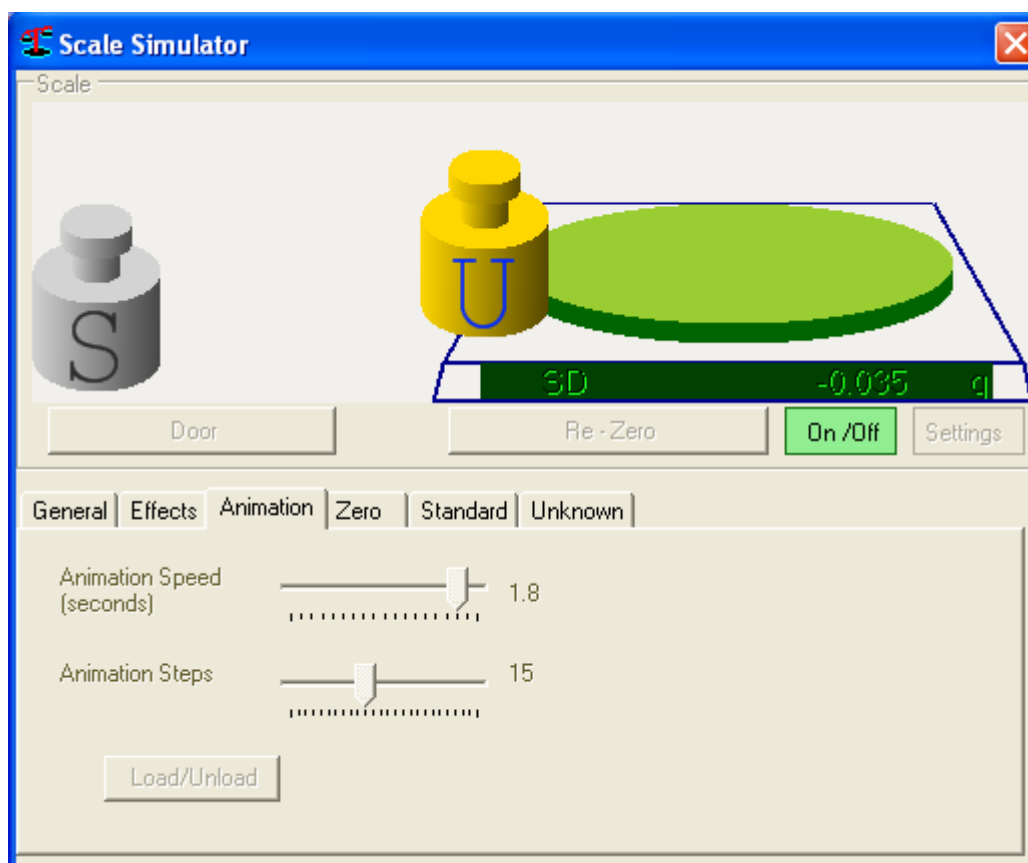 Scale Simulator
Scale
S
U
SD -0.035 g
Door Re - Zero On /Off Settings
General Effects Animation Zero Standard Unknown
Animation Speed
(seconds) 1.8
Animation Steps 15
Load/Unload